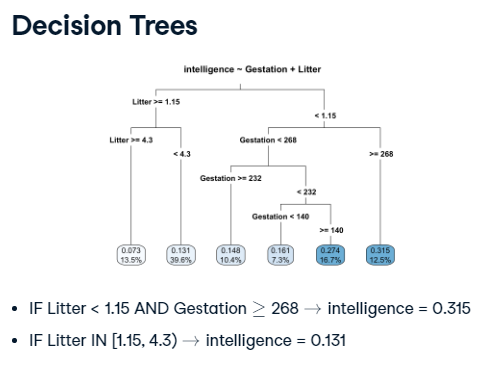 Decision Trees
intelligence ~ Gestation + Litter
Litter >= 1.15
< 1.15
Litter >= 4.3
< 4.3
Gestation < 268
>= 268
Gestation >= 232
< 232
Gestation < 140
>= 140
0.073 0.131 0.148 0.161 0.274 0.315
13.5% 39.6% 10.4% 7.3% 16.7% 12.5%
• IF Litter < 1.15 AND Gestation ≥ 268 → intelligence = 0.315
• IF Litter IN [1.15, 4.3) → intelligence = 0.131